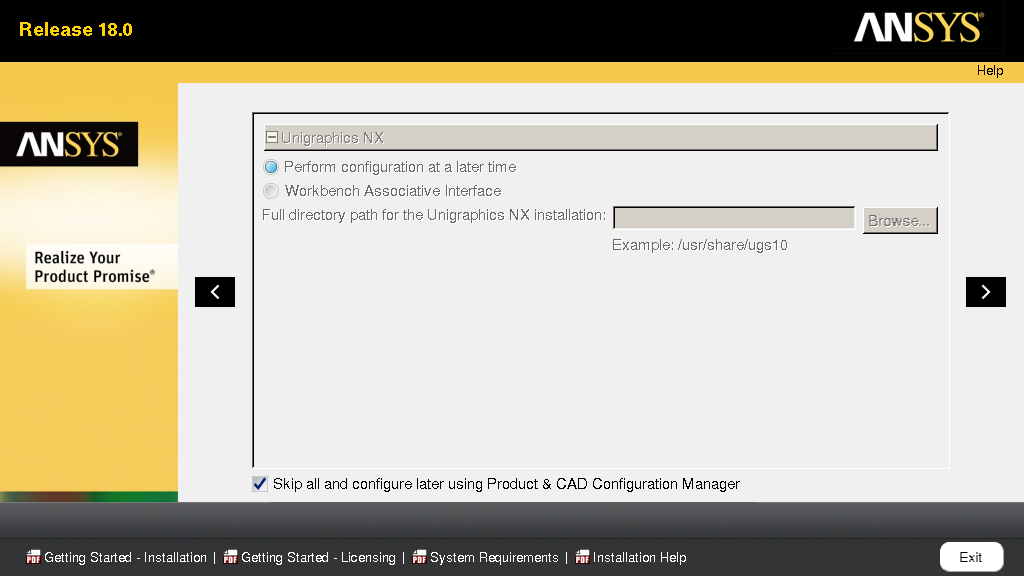 Release 18.0
ANSYS®
Help
ANSYS®
Unigraphics NX
Perform configuration at a later time
Workbench Associative Interface
Full directory path for the Unigraphics NX installation:
Browse...
Example: /usr/share/ugs10
Realize Your
Product Promise®
Skip all and configure later using Product & CAD Configuration Manager
PDF Getting Started - Installation | PDF Getting Started - Licensing | PDF System Requirements | PDF Installation Help
Exit